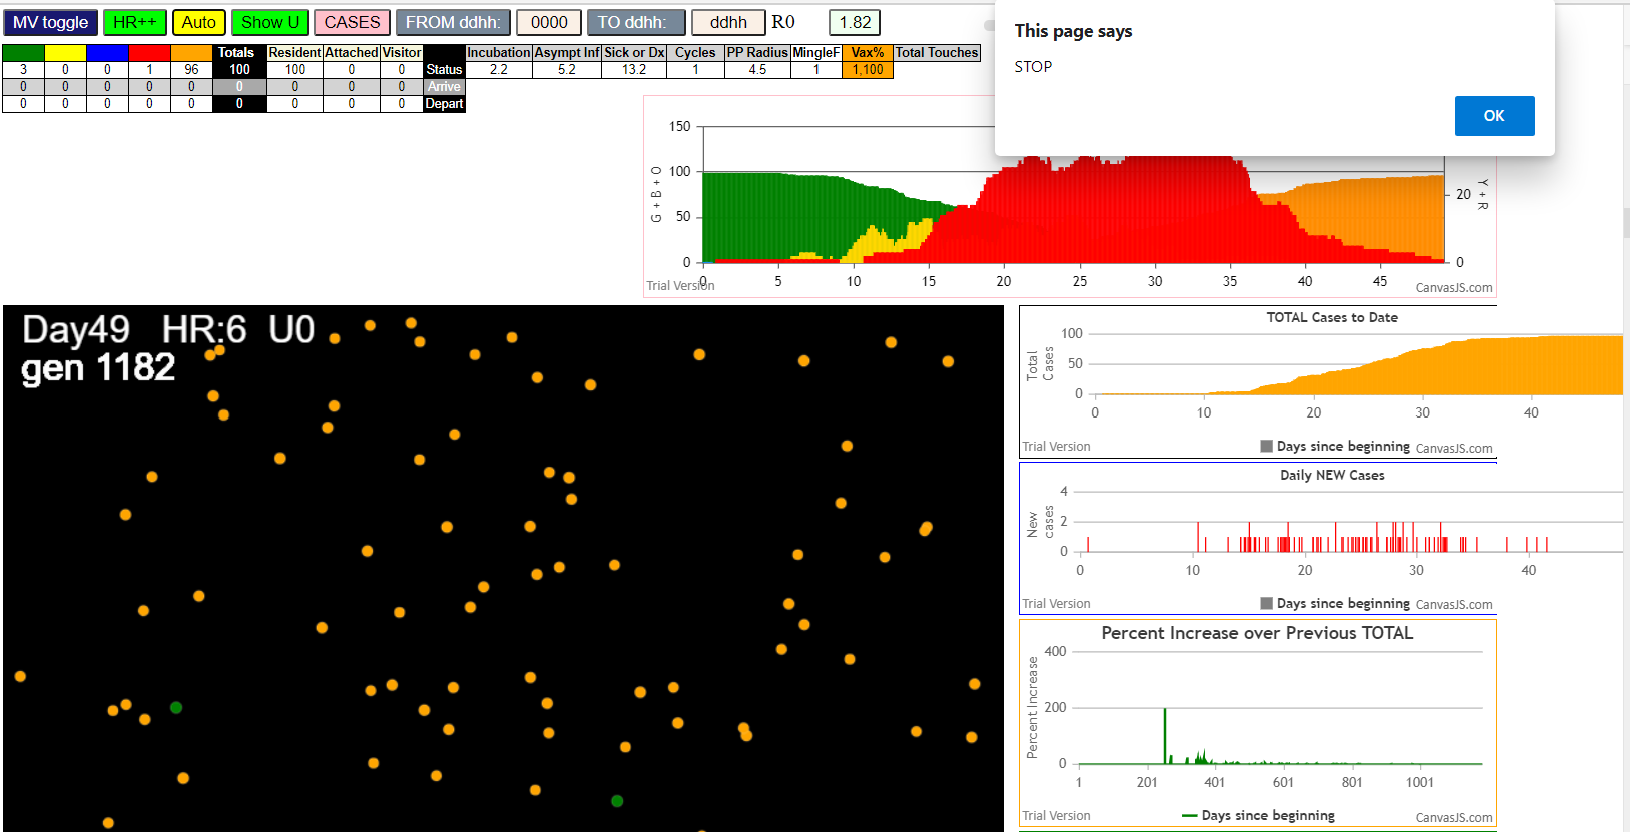 MV toggle HR++ Auto Show U CASES FROM ddhh: 0000 TO ddhh: ddhh R0 1.82
This page says
STOP
OK
Totals Resident Attached Visitor Incubation Asympt Inf Sick or Dx Cycles PP Radius MingleF Vax% Total Touches
3 0 0 1 96 100 100 0 0 Status 2.2 5.2 13.2 1 4.5 1 1,100
0 0 0 0 0 0 0 0 0 Arrive
0 0 0 0 0 0 0 0 0 Depart
150
100
50
0
G + B + O
20
0
Y + R
0 5 10 15 20 25 30 35 40 45
Trial Version
CanvasJS.com
Day49 HR:6 U0
gen 1182
TOTAL Cases to Date
Total Cases
100
50
0
0 10 20 30 40
Days since beginning
Trial Version
CanvasJS.com
Daily NEW Cases
New cases
4
2
0
0 10 20 30 40
Days since beginning
Trial Version
CanvasJS.com
Percent Increase over Previous TOTAL
Percent Increase
400
200
0
1 201 401 601 801 1001
Days since beginning
Trial Version
CanvasJS.com